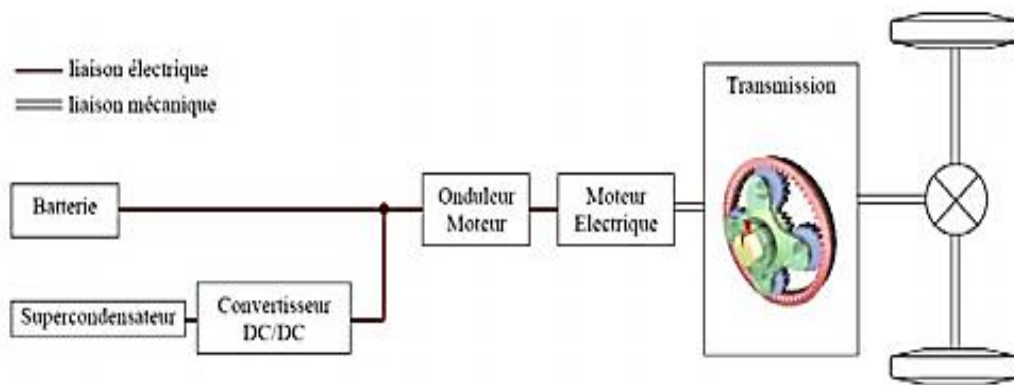 liaison électrique
liaison mécanique
Transmission
Batterie
Onduleur
Moteur
Moteur
Electrique
Supercondensateur
Convertisseur
DC/DC